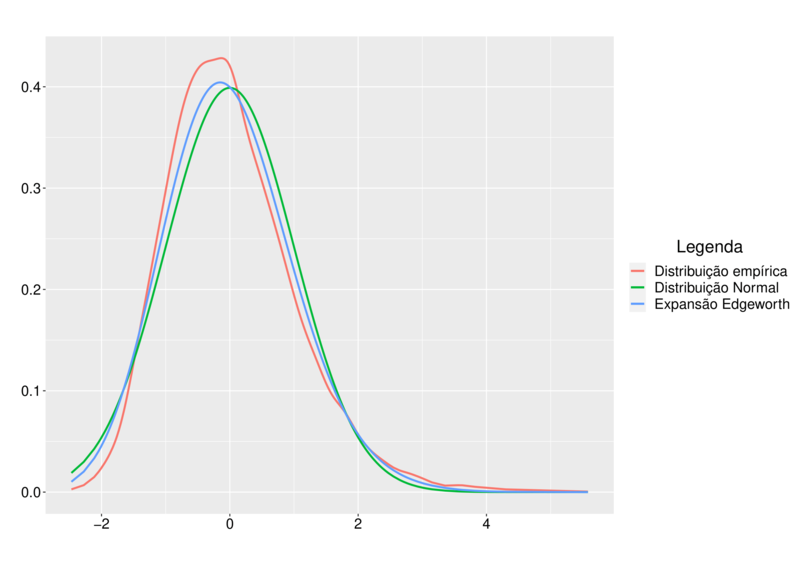 0.4
0.3
0.2
0.1
0.0
−2 0 2 4
Legenda
Distribuição empírica
Distribuição Normal
Expansão Edgeworth